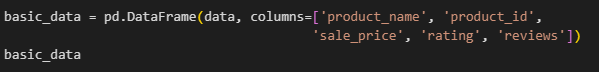 basic_data = pd.DataFrame(data, columns=['product_name', 'product_id',
'sale_price', 'rating', 'reviews'])
basic_data